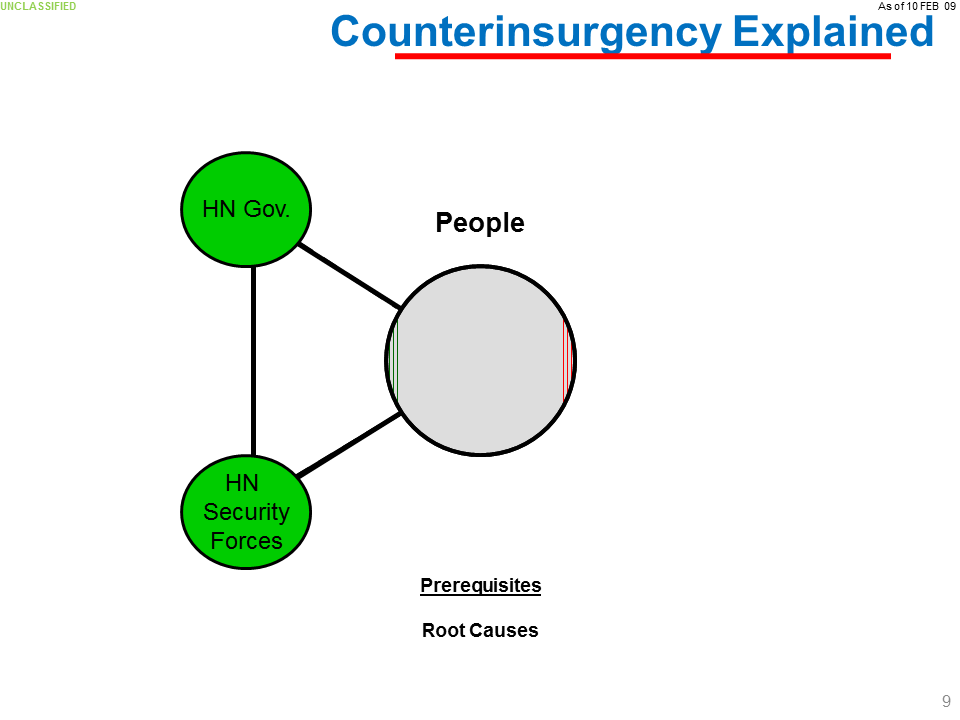 UNCLASSIFIED
As of 10 FEB 09
Counterinsurgency Explained
HN Gov.
People
HN
Security
Forces
Prerequisites
Root Causes
9